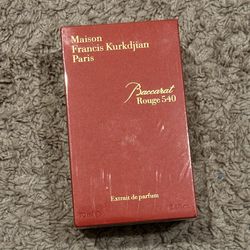 Maison
Francis Kurkdjian
Paris
Baccarat
Rouge 540
Extrait de parfum